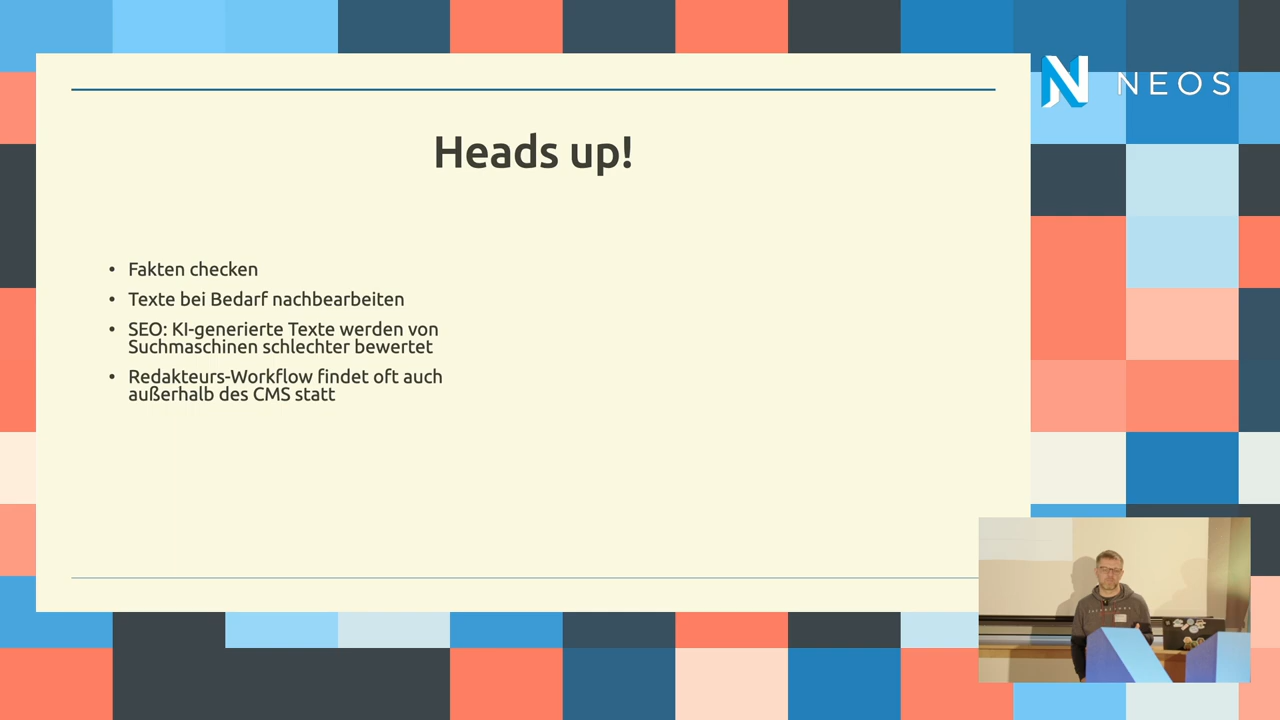 NEOS
Heads up!
• Fakten checken
• Texte bei Bedarf nachbearbeiten
• SEO: KI-generierte Texte werden von
Suchmaschinen schlechter bewertet
• Redakteurs-Workflow findet oft auch
außerhalb des CMS statt